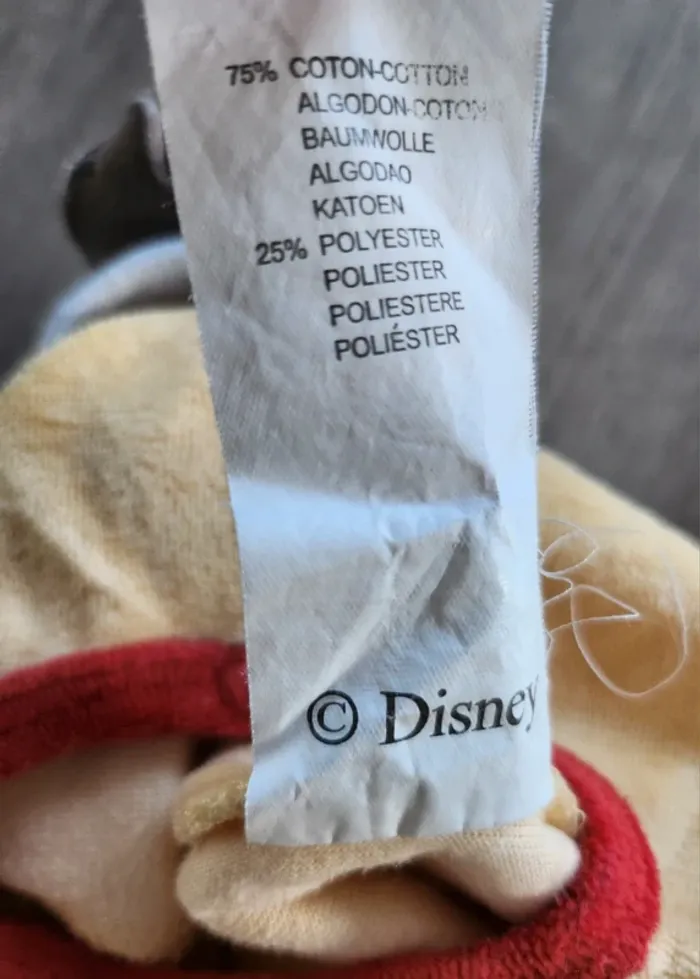 75% COTON-COTTON
ALGODON-COTON
BAUMWOLLE
ALGODAO
KATOEN
25% POLYESTER
POLIESTER
POLIESTERE
POLIÉSTER
© Disney